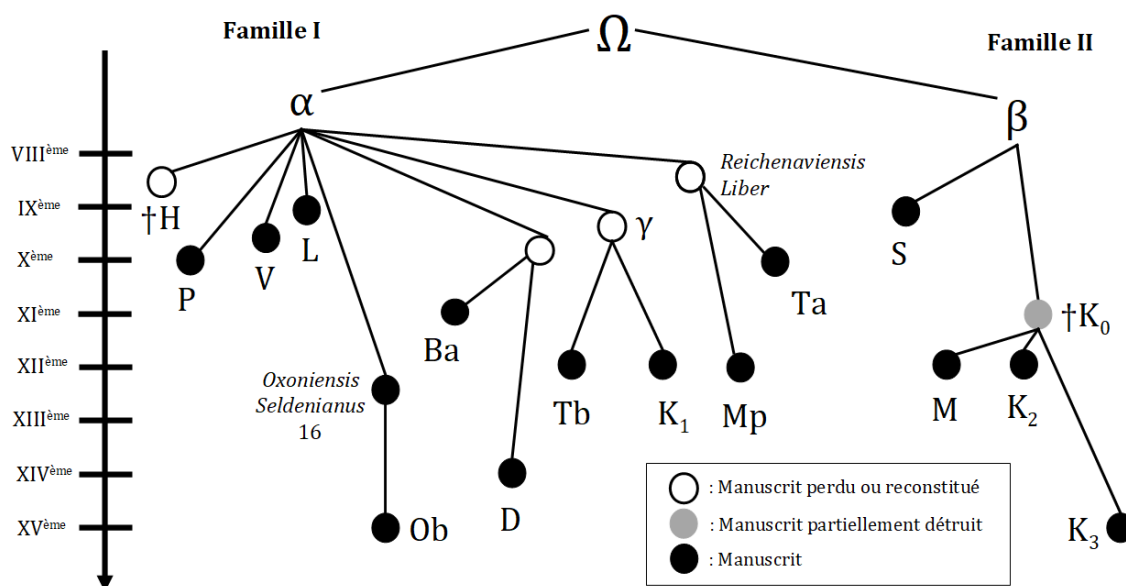 Famille I
Ω
Famille II
α
β
VIIIème
Reichenaviensis
Liber
IXème
†H
L
γ
S
Xème
P
V
Ta
XIème
Ba
†K0
XIIème
Oxoniensis
Seldenianus
16
Tb
K1
Mp
M
K2
XIIIème
XIVème
D
: Manuscrit perdu ou reconstitué
: Manuscrit partiellement détruit
: Manuscrit
XVème
Ob
K3